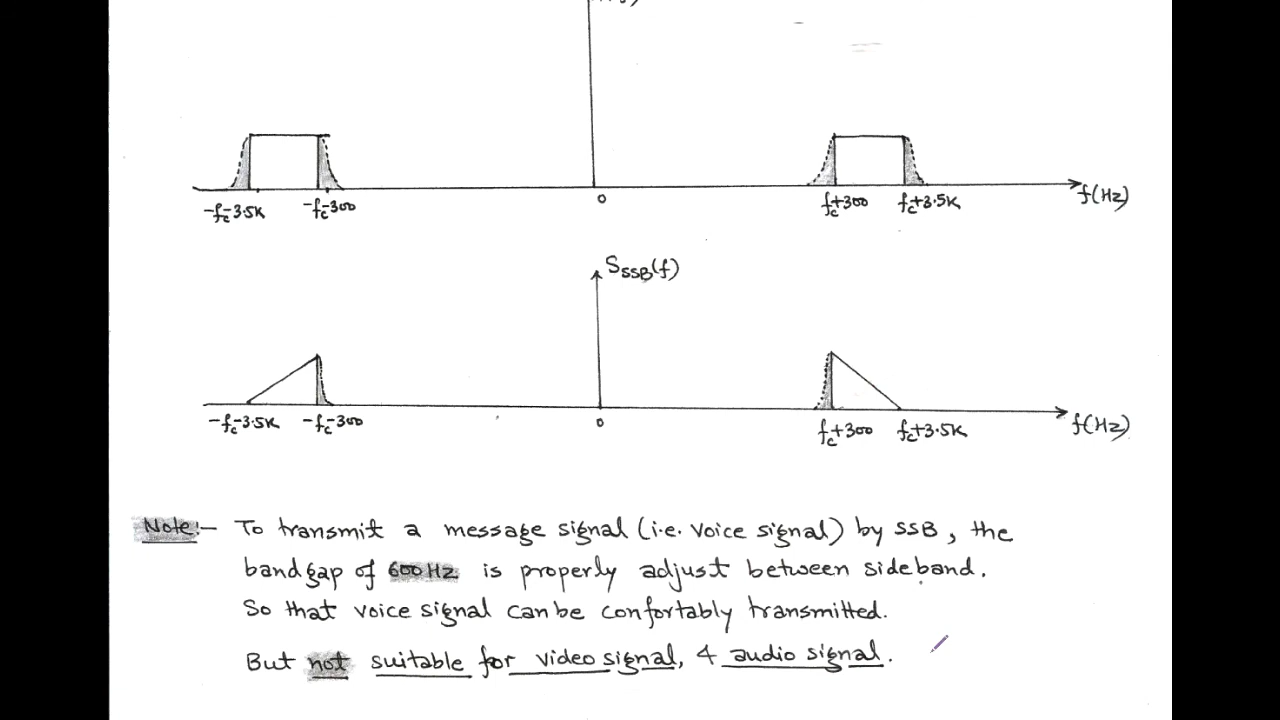 -fc-3.5K -fc-300 0 fc+300 fc+3.5K f(Hz)
SSSB(f)
-fc-3.5K -fc-300 0 fc+300 fc+3.5K f(Hz)
Note:- To transmit a message signal (i.e. voice signal) by SSB, the
bandgap of 600 Hz is properly adjust between sideband.
So that voice signal can be confortably transmitted.
But not suitable for video signal, & audio signal.